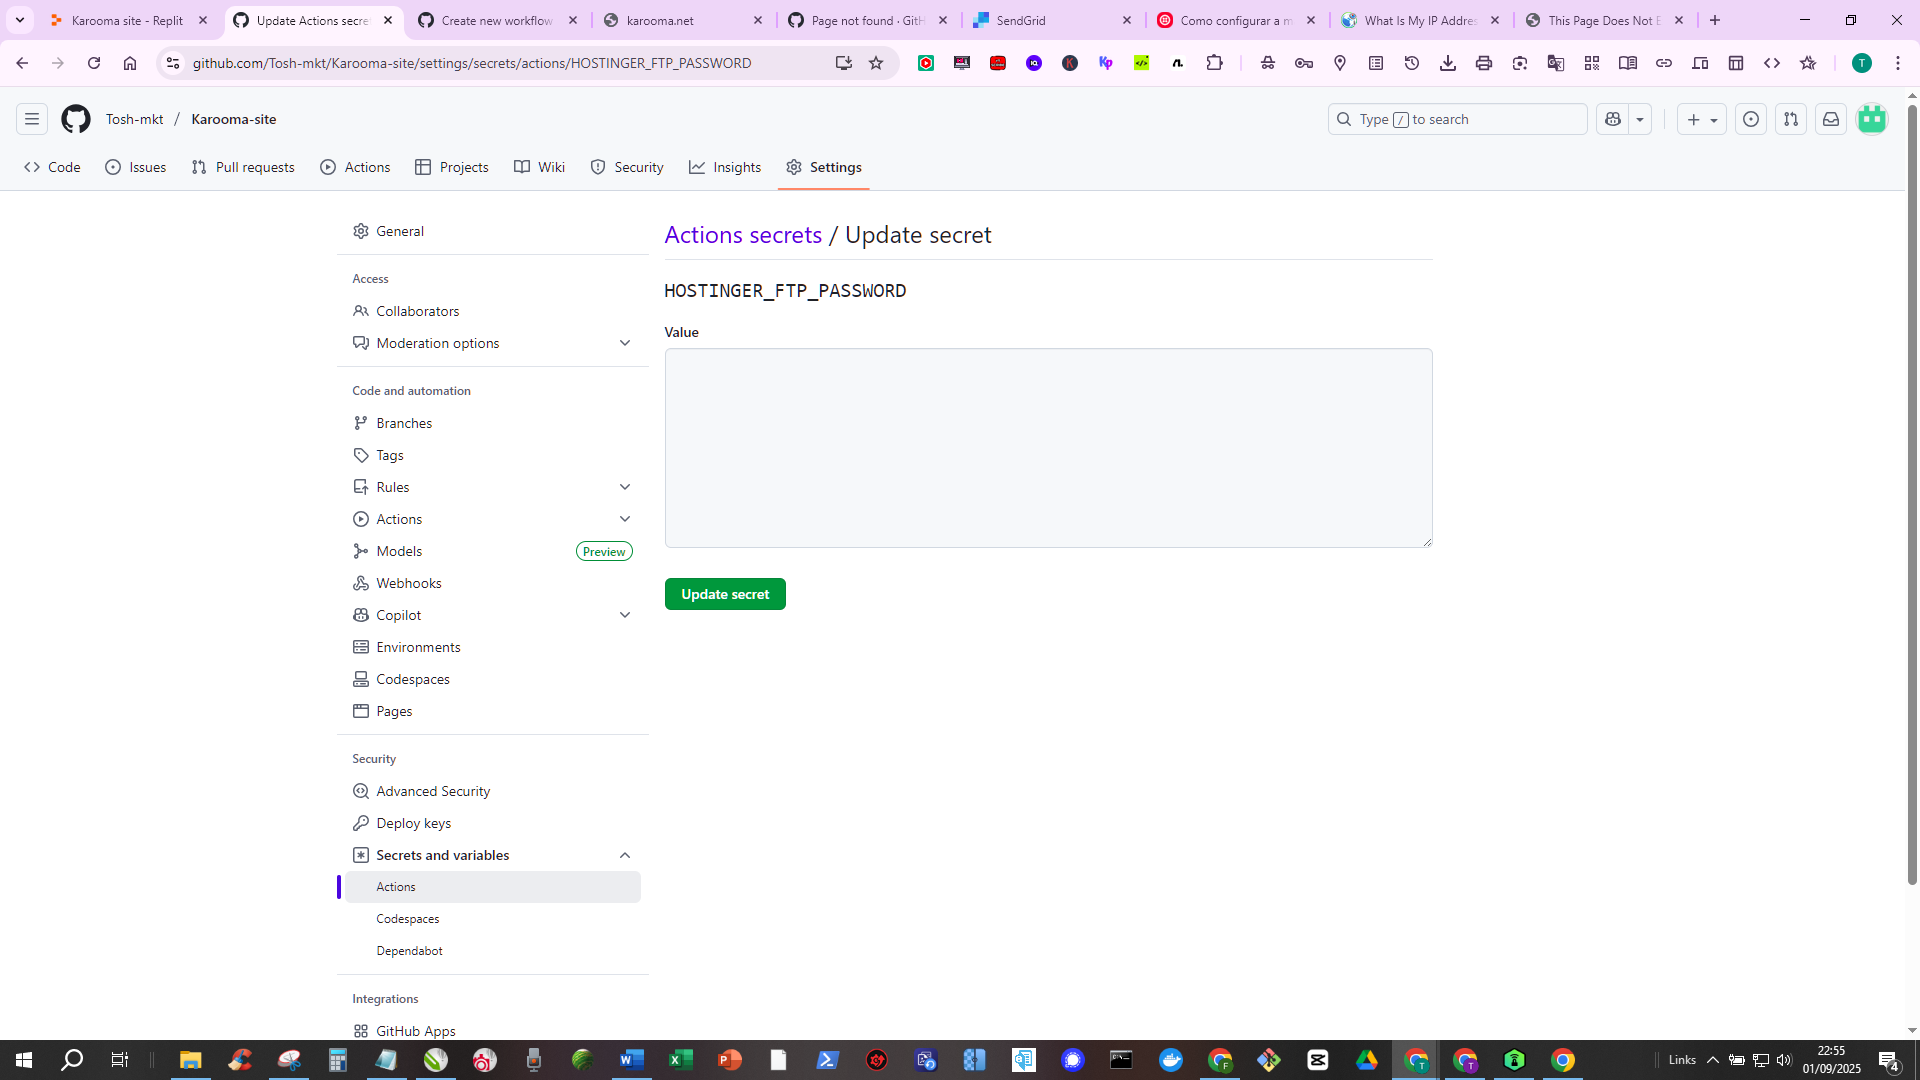 Karooma site - Replit
Update Actions secre
Create new workflow
karooma.net
Page not found · GitH
SendGrid
Como configurar a m
What Is My IP Addres
This Page Does Not E
github.com/Tosh-mkt/Karooma-site/settings/secrets/actions/HOSTINGER_FTP_PASSWORD
T
Tosh-mkt / Karooma-site
Type / to search
Code
Issues
Pull requests
Actions
Projects
Wiki
Security
Insights
Settings
General
Access
Collaborators
Moderation options
Code and automation
Branches
Tags
Rules
Actions
Models
Preview
Webhooks
Copilot
Environments
Codespaces
Pages
Security
Advanced Security
Deploy keys
Secrets and variables
Actions
Codespaces
Dependabot
Integrations
GitHub Apps
Actions secrets / Update secret
HOSTINGER_FTP_PASSWORD
Value
Update secret
Links
22:55
01/09/2025
4